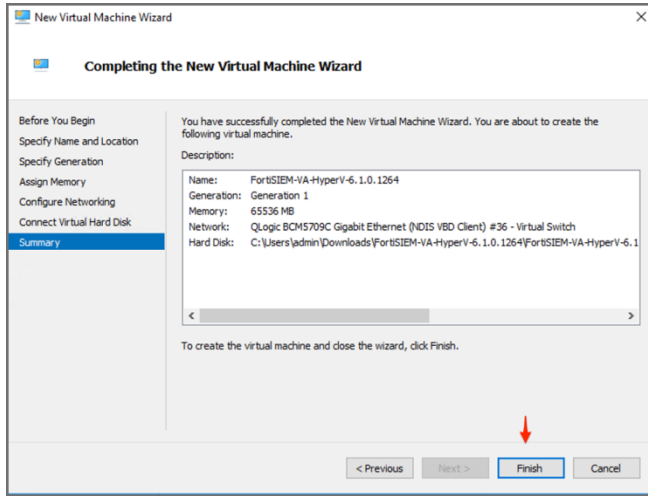 New Virtual Machine Wizard
Completing the New Virtual Machine Wizard
Before You Begin
Specify Name and Location
Specify Generation
Assign Memory
Configure Networking
Connect Virtual Hard Disk
Summary
You have successfully completed the New Virtual Machine Wizard. You are about to create the
following virtual machine.
Description:
Name: FortiSIEM-VA-HyperV-6.1.0.1264
Generation: Generation 1
Memory: 65536 MB
Network: QLogic BCM5709C Gigabit Ethernet (NDIS VBD Client) #36 - Virtual Switch
Hard Disk: C:\Users\admin\Downloads\FortiSIEM-VA-HyperV-6.1.0.1264\FortiSIEM-VA-HyperV-6.1
To create the virtual machine and close the wizard, click Finish.
< Previous
Next >
Finish
Cancel